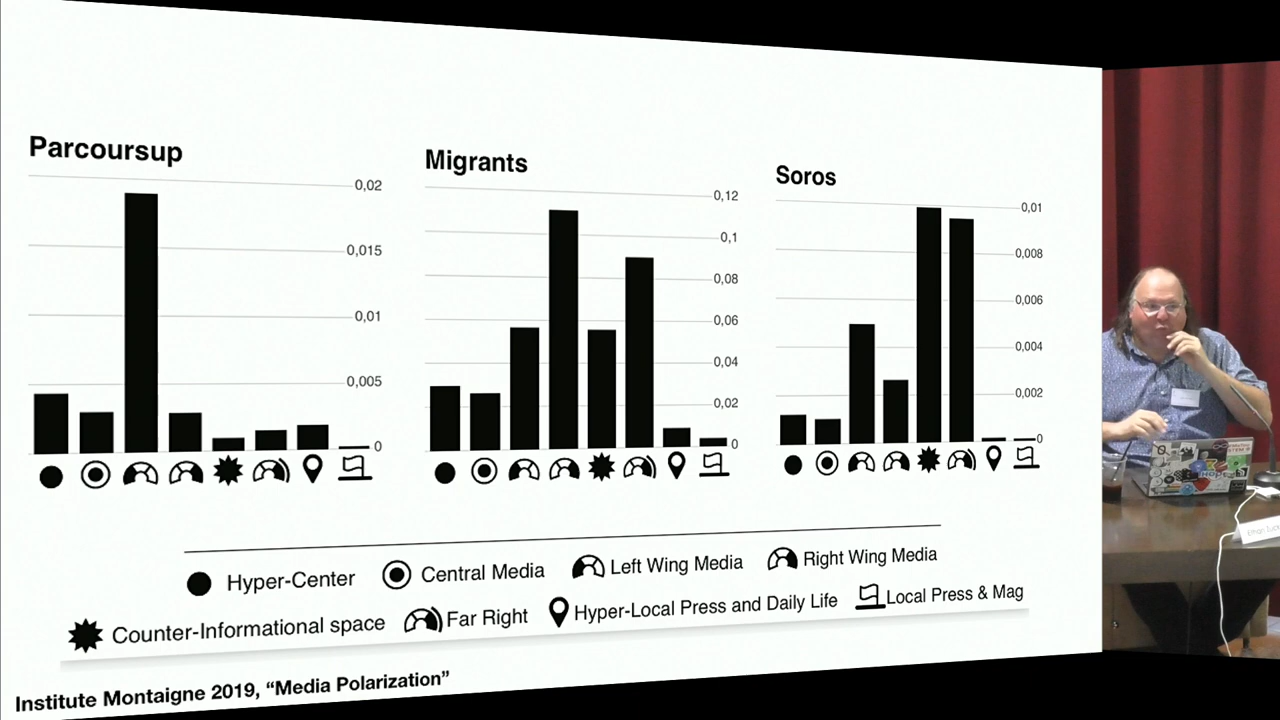 Parcoursup
0,02
0,015
0,01
0,005
0
Migrants
0,12
0,1
0,08
0,06
0,04
0,02
0
Soros
0,01
0,008
0,006
0,004
0,002
0
Hyper-Center
Central Media
Left Wing Media
Right Wing Media
Counter-Informational space
Far Right
Hyper-Local Press and Daily Life
Local Press & Mag
Institute Montaigne 2019, “Media Polarization”
Ethan